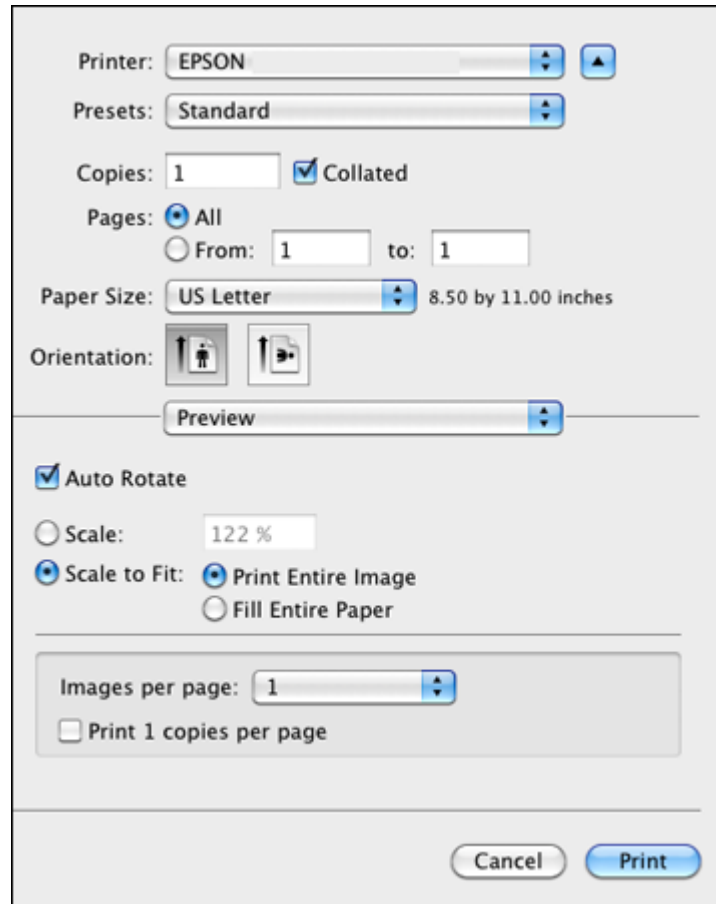 Printer: EPSON
Presets: Standard
Copies: 1 Collated
Pages: All
From: 1 to: 1
Paper Size: US Letter 8.50 by 11.00 inches
Orientation:
Preview
Auto Rotate
Scale: 122 %
Scale to Fit: Print Entire Image
Fill Entire Paper
Images per page: 1
Print 1 copies per page
Cancel Print